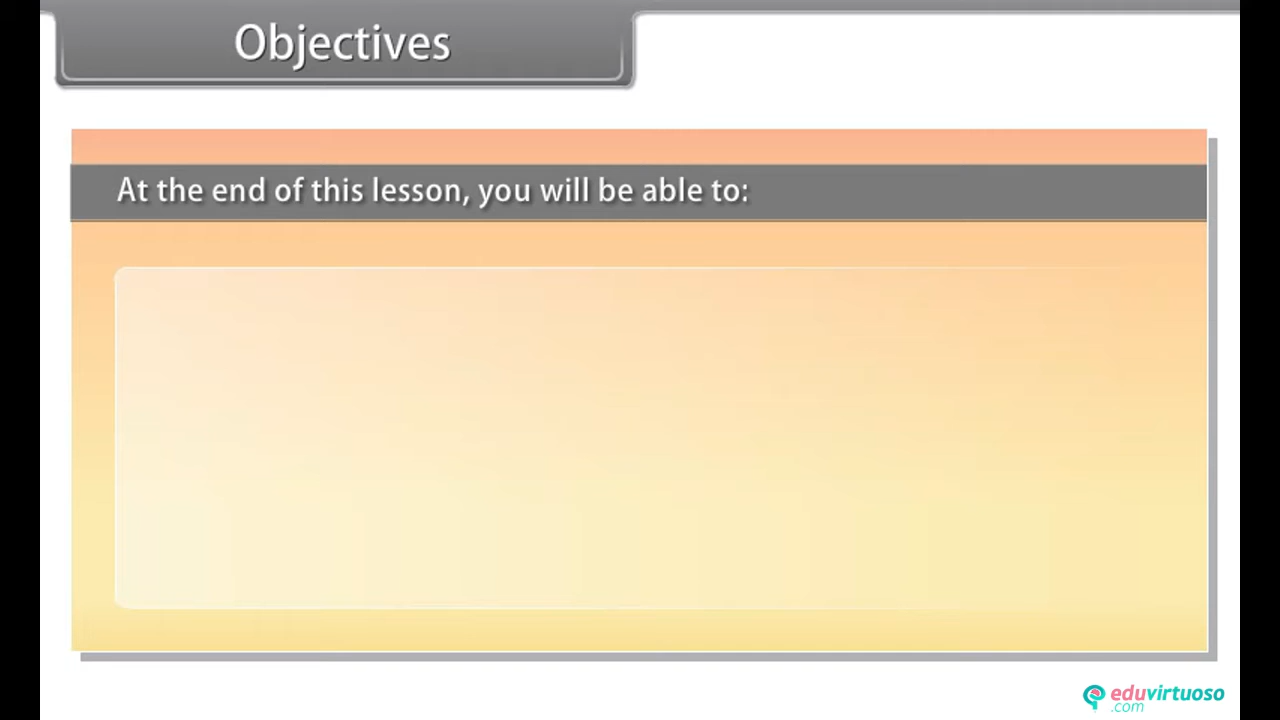 Objectives
At the end of this lesson, you will be able to:
eduvirtuoso
.com